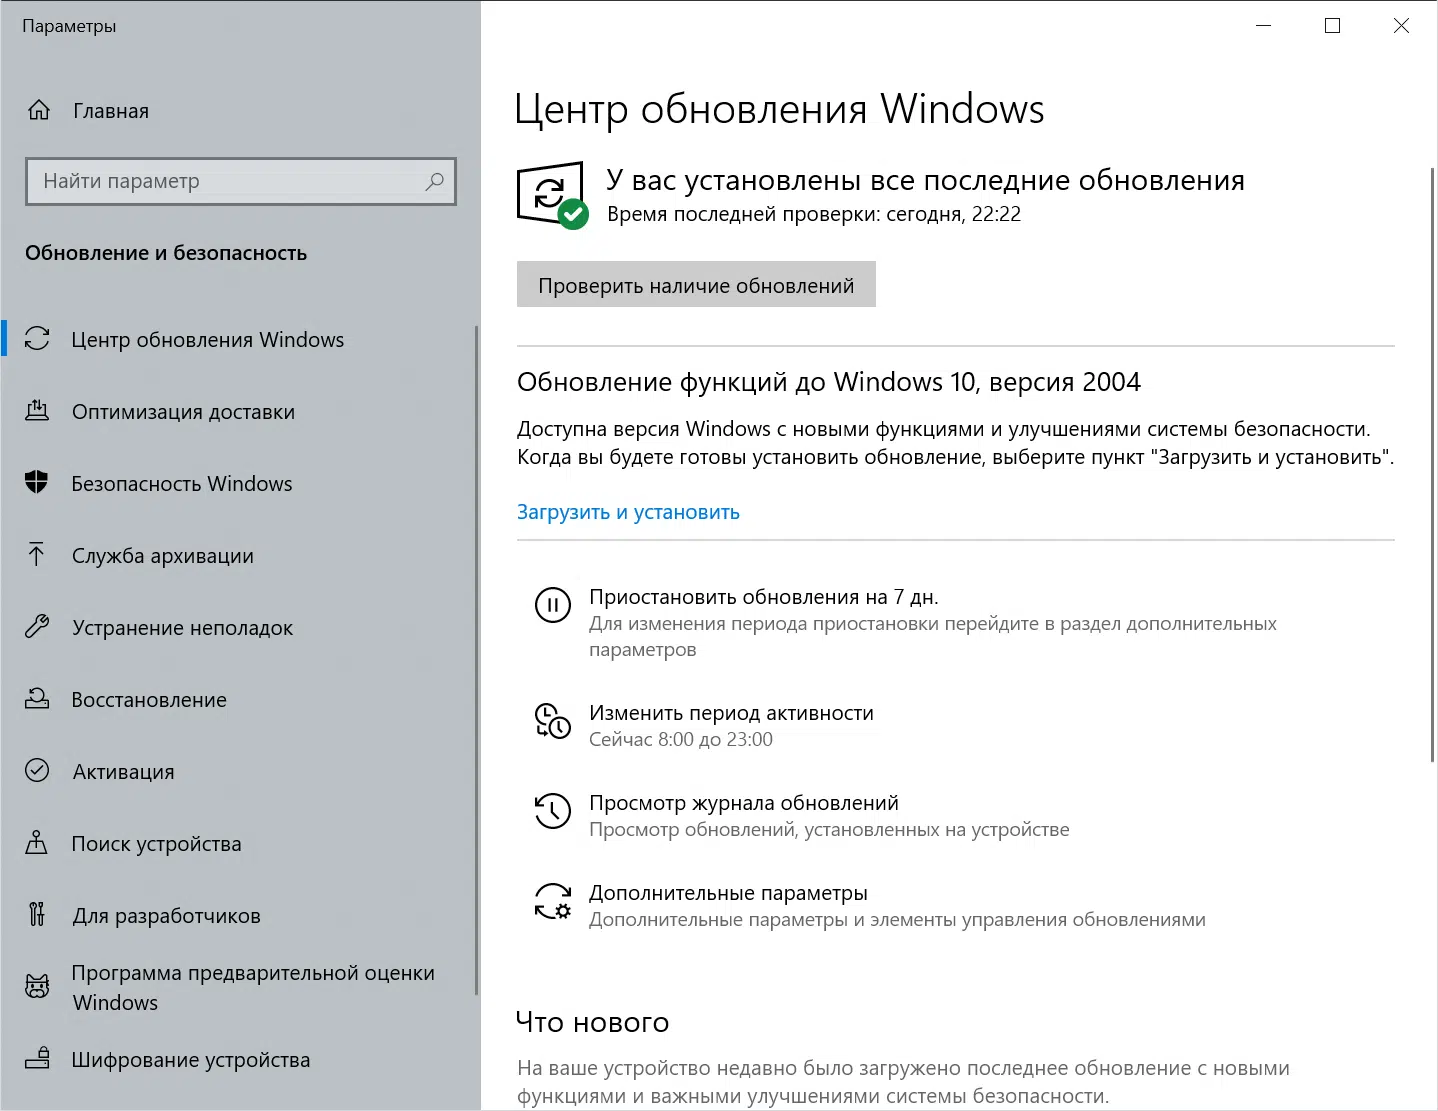 Параметры
Главная
Найти параметр
Обновление и безопасность
Центр обновления Windows
Оптимизация доставки
Безопасность Windows
Служба архивации
Устранение неполадок
Восстановление
Активация
Поиск устройства
Для разработчиков
Программа предварительной оценки
Windows
Шифрование устройства
Центр обновления Windows
У вас установлены все последние обновления
Время последней проверки: сегодня, 22:22
Проверить наличие обновлений
Обновление функций до Windows 10, версия 2004
Доступна версия Windows с новыми функциями и улучшениями системы безопасности.
Когда вы будете готовы установить обновление, выберите пункт "Загрузить и установить".
Загрузить и установить
Приостановить обновления на 7 дн.
Для изменения периода приостановки перейдите в раздел дополнительных
параметров
Изменить период активности
Сейчас 8:00 до 23:00
Просмотр журнала обновлений
Просмотр обновлений, установленных на устройстве
Дополнительные параметры
Дополнительные параметры и элементы управления обновлениями
Что нового
На ваше устройство недавно было загружено последнее обновление с новыми
функциями и важными улучшениями системы безопасности.